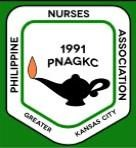 NURSES
PHILIPPINE
ASSOCIATION
1991
PNAGKC
GREATER
KANSAS CITY